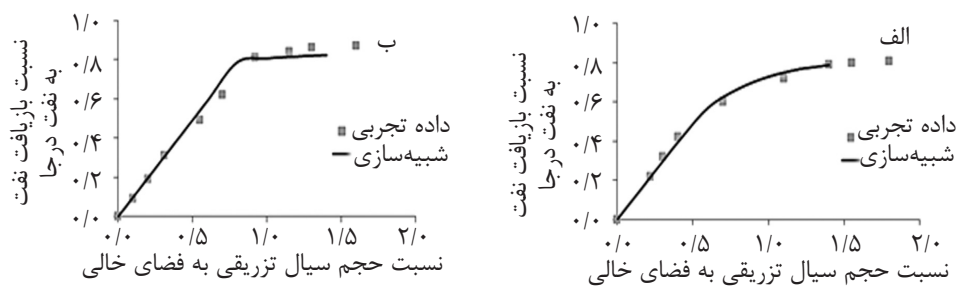 الف
۱/۰
۰/۸
۰/۶
۰/۴
۰/۲
۰/۰
نسبت بازیافت نفت
به نفت درجا
داده تجربی
شبیه‌سازی
۰/۰ ۰/۵ ۱/۰ ۱/۵ ۲/۰
نسبت حجم سیال تزریقی به فضای خالی
ب
۱/۰
۰/۸
۰/۶
۰/۴
۰/۲
۰/۰
نسبت بازیافت نفت
به نفت درجا
داده تجربی
شبیه‌سازی
۰/۰ ۰/۵ ۱/۰ ۱/۵ ۲/۰
نسبت حجم سیال تزریقی به فضای خالی